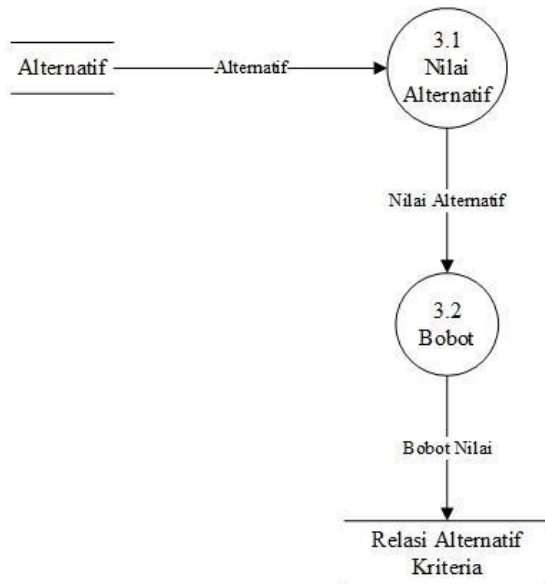 3.1
Nilai
Alternatif
Alternatif
Alternatif
Nilai Alternatif
3.2
Bobot
Bobot Nilai
Relasi Alternatif
Kriteria